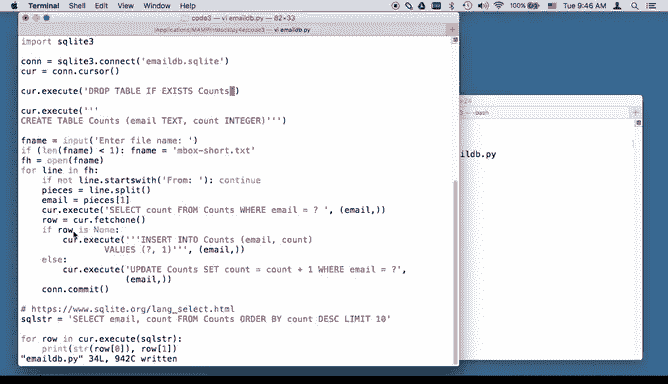 Terminal Shell Edit View Window Help
100% Tue 9:46 AM
code3 — vi emaildb.py — 82×33
vi emaildb.py
import sqlite3
conn = sqlite3.connect('emaildb.sqlite')
cur = conn.cursor()
cur.execute('DROP TABLE IF EXISTS Counts')
cur.execute('''
CREATE TABLE Counts (email TEXT, count INTEGER)''')
fname = input('Enter file name: ')
if (len(fname) < 1): fname = 'mbox-short.txt'
fh = open(fname)
for line in fh:
if not line.startswith('From: '): continue
pieces = line.split()
email = pieces[1]
cur.execute('SELECT count FROM Counts WHERE email = ? ', (email,))
row = cur.fetchone()
if row is None:
cur.execute('''INSERT INTO Counts (email, count)
VALUES (?, 1)''', (email,))
else:
cur.execute('UPDATE Counts SET count = count + 1 WHERE email = ?',
(email,))
conn.commit()
# https://www.sqlite.org/lang_select.html
sqlstr = 'SELECT email, count FROM Counts ORDER BY count DESC LIMIT 10'
for row in cur.execute(sqlstr):
print(str(row[0]), row[1])
"emaildb.py" 34L, 942C written
24
— -bash
ildb.py